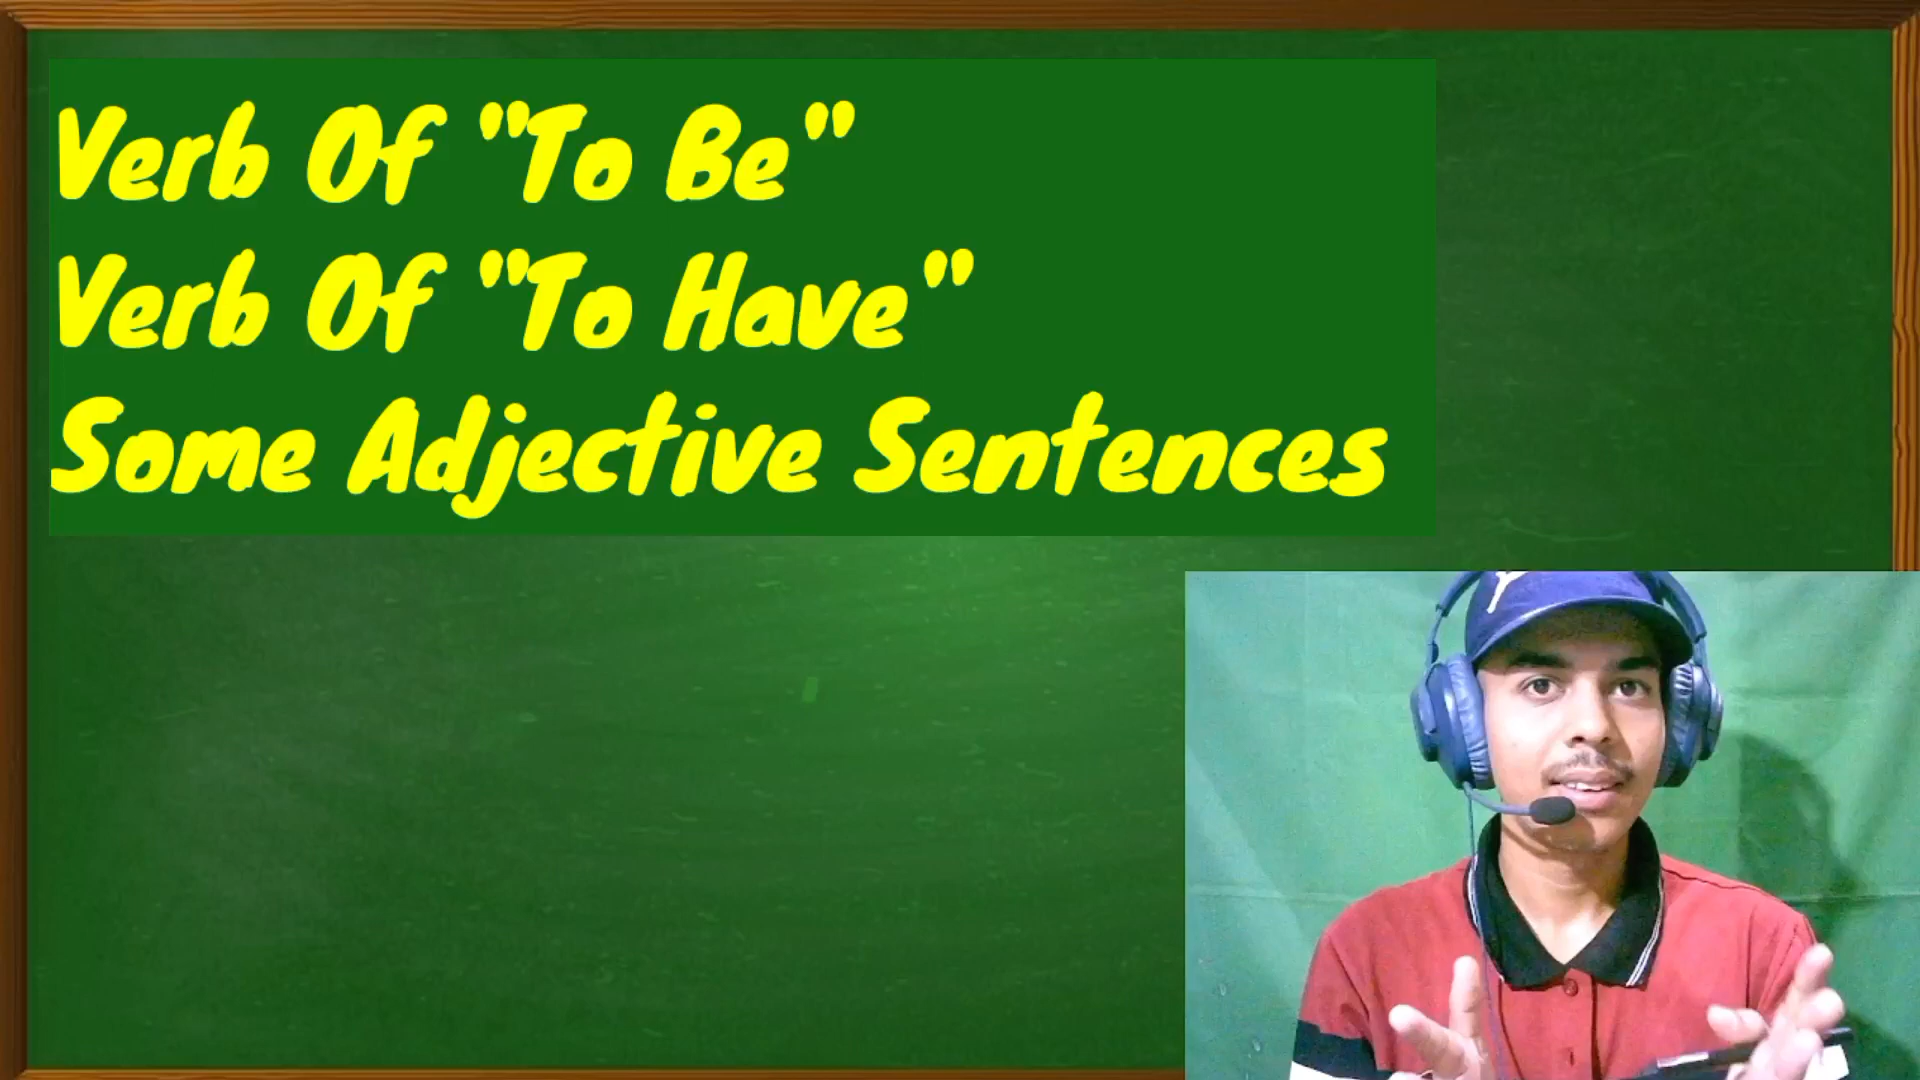 Verb Of "To Be"
Verb Of "To Have"
Some Adjective Sentences